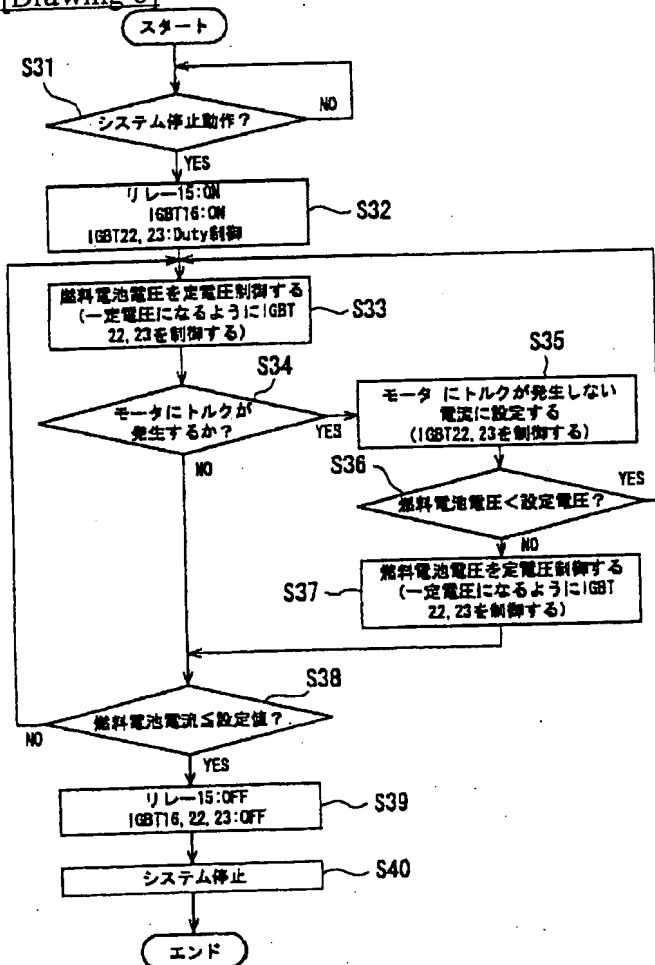 [Drawing 6]
スタート
S31
システム停止動作?
NO
YES
リレー15:ON
IGBT16:ON
IGBT22,23:Duty制御
S32
燃料電池電圧を定電圧制御する
(一定電圧になるようにIGBT
22,23を制御する)
S33
S34
モータにトルクが
発生するか?
YES
NO
S35
モータ にトルクが発生しない
電流に設定する
(IGBT22,23を制御する)
S36
燃料電池電圧<設定電圧?
YES
NO
燃料電池電圧を定電圧制御する
(一定電圧になるようにIGBT
22,23を制御する)
S37
S38
燃料電池電流≦設定値?
NO
YES
リレー15:OFF
IGBT16,22,23:OFF
S39
システム停止
S40
エンド